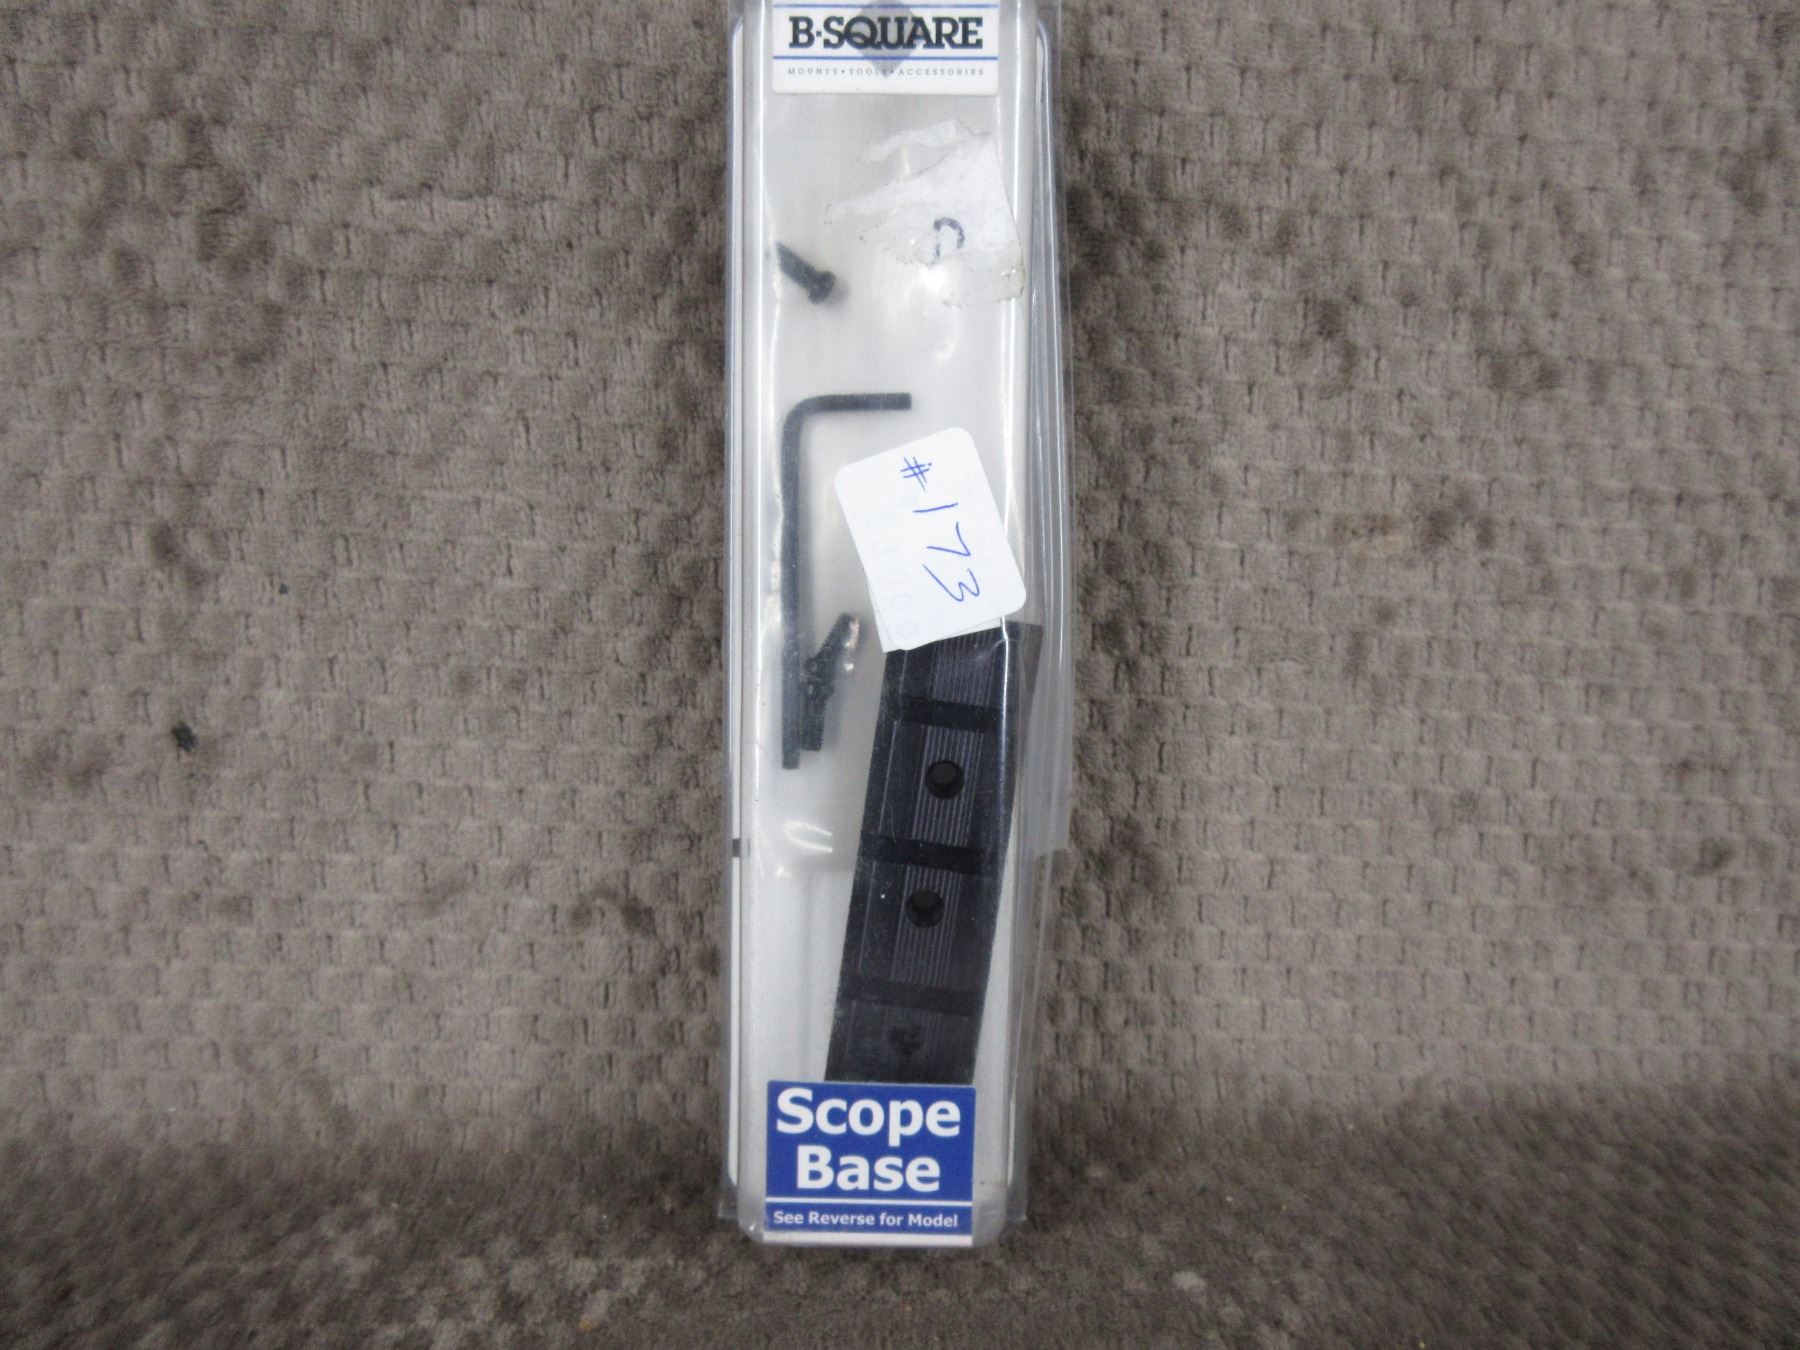 B-SQUARE
MOUNTS • TOOLS • ACCESSORIES
#173
Scope
Base
See Reverse for Model